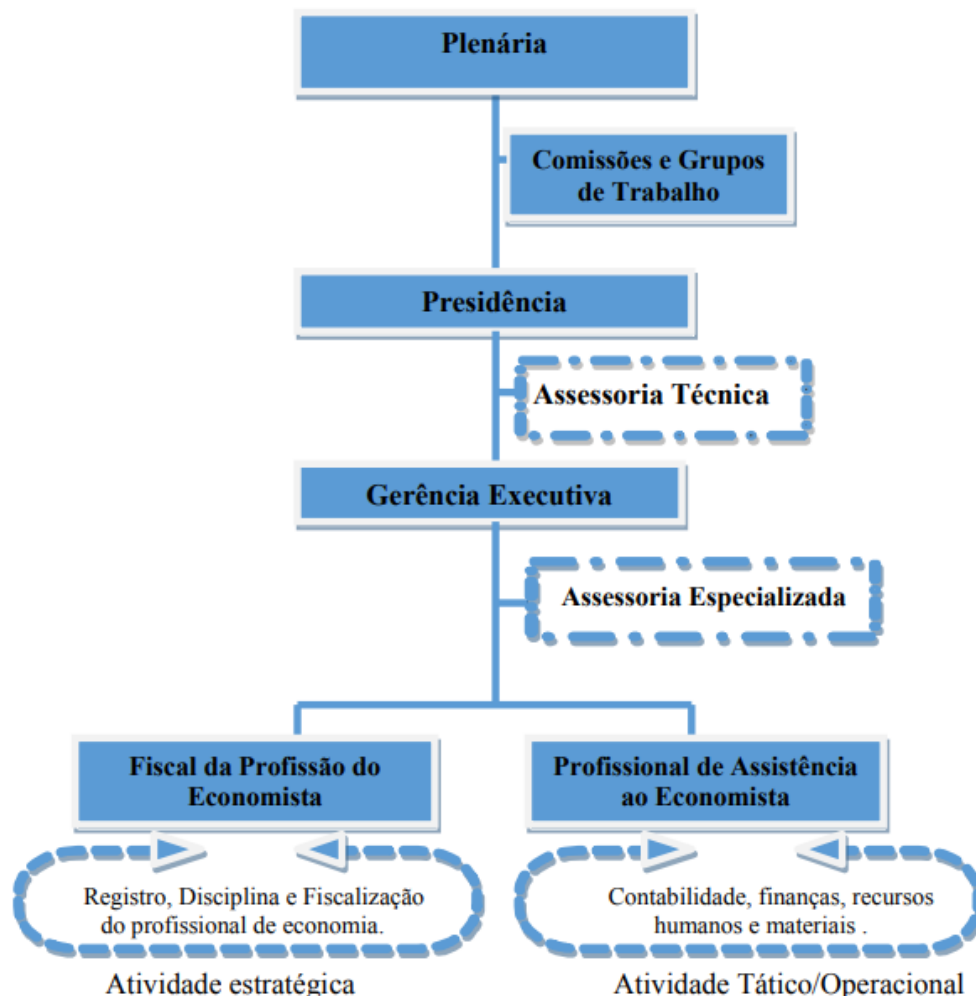 Plenária
Comissões e Grupos
de Trabalho
Presidência
Assessoria Técnica
Gerência Executiva
Assessoria Especializada
Fiscal da Profissão do
Economista
Profissional de Assistência
ao Economista
Registro, Disciplina e Fiscalização
do profissional de economia.
Contabilidade, finanças, recursos
humanos e materiais .
Atividade estratégica
Atividade Tático/Operacional